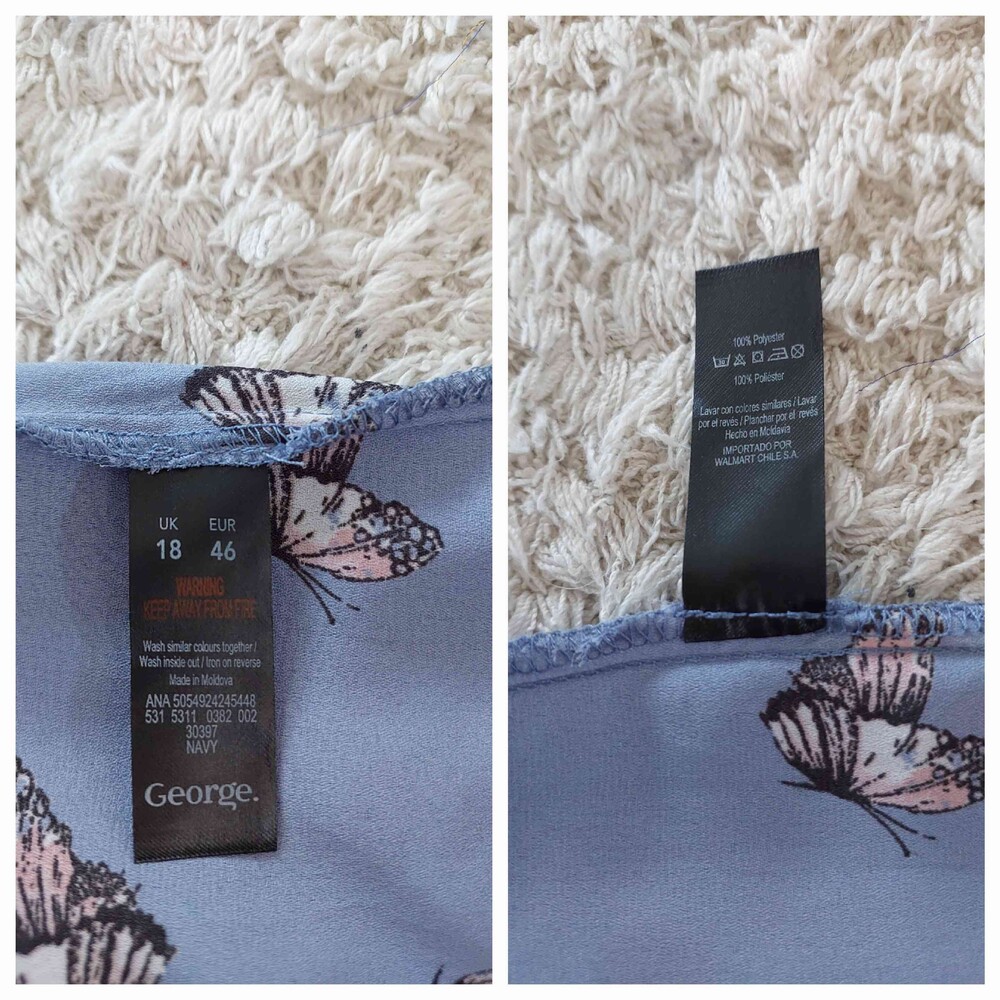 UK EUR
18 46
WARNING
KEEP AWAY FROM FIRE
Wash similar colours together /
Wash inside out / Iron on reverse
Made in Moldova
ANA 5054924245448
531 5311 0382 002
30397
NAVY
George.
100% Polyester
100% Poliéster
Lavar con colores similares / Lavar
por el revés / Planchar por el revés
Hecho en Moldavia
IMPORTADO POR
WALMART CHILE S.A.